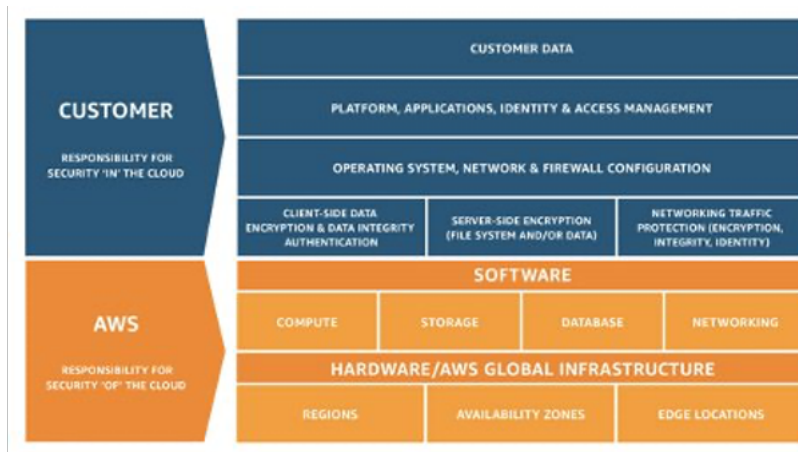 CUSTOMER
RESPONSIBILITY FOR
SECURITY 'IN' THE CLOUD
CUSTOMER DATA
PLATFORM, APPLICATIONS, IDENTITY & ACCESS MANAGEMENT
OPERATING SYSTEM, NETWORK & FIREWALL CONFIGURATION
CLIENT-SIDE DATA
ENCRYPTION & DATA INTEGRITY
AUTHENTICATION
SERVER-SIDE ENCRYPTION
(FILE SYSTEM AND/OR DATA)
NETWORKING TRAFFIC
PROTECTION (ENCRYPTION,
INTEGRITY, IDENTITY)
AWS
RESPONSIBILITY FOR
SECURITY 'OF' THE CLOUD
SOFTWARE
COMPUTE
STORAGE
DATABASE
NETWORKING
HARDWARE/AWS GLOBAL INFRASTRUCTURE
REGIONS
AVAILABILITY ZONES
EDGE LOCATIONS